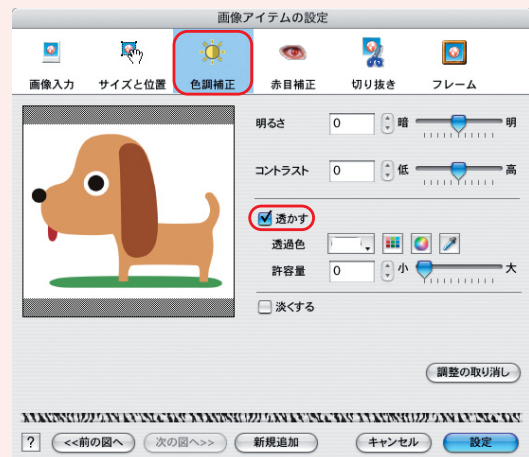 画像アイテムの設定
画像入力 サイズと位置 色調補正 赤目補正 切り抜き フレーム
明るさ 0 暗 明
コントラスト 0 低 高
透かす
透過色
許容量 0 小 大
淡くする
調整の取り消し
? <<前の図へ 次の図へ>> 新規追加 キャンセル 設定